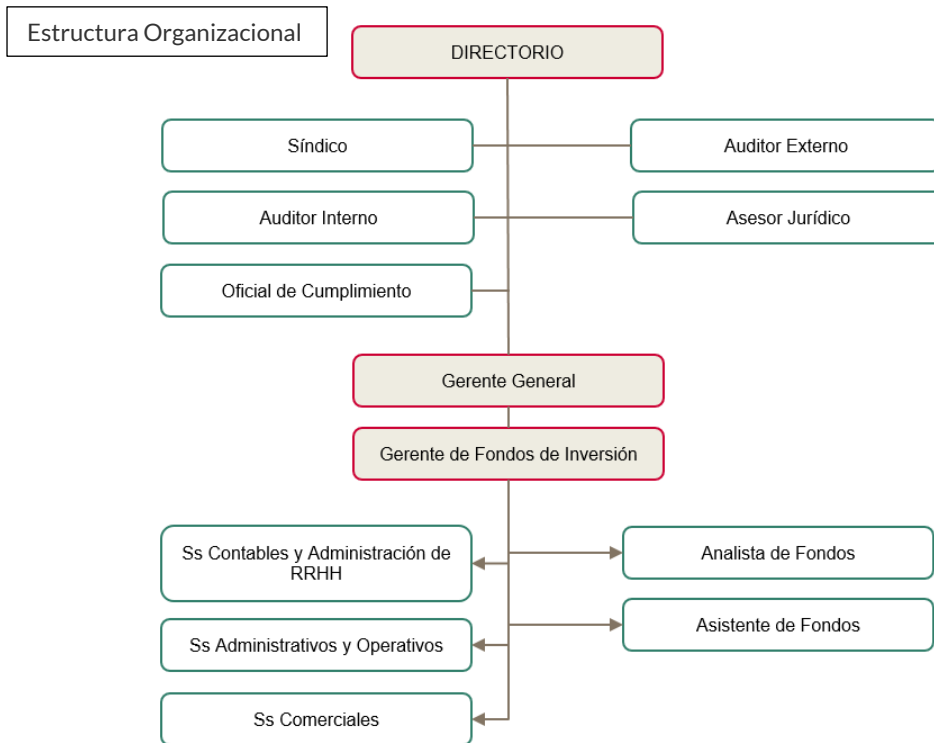 Estructura Organizacional
DIRECTORIO
Síndico
Auditor Externo
Auditor Interno
Asesor Jurídico
Oficial de Cumplimiento
Gerente General
Gerente de Fondos de Inversión
Ss Contables y Administración de
RRHH
Analista de Fondos
Asistente de Fondos
Ss Administrativos y Operativos
Ss Comerciales